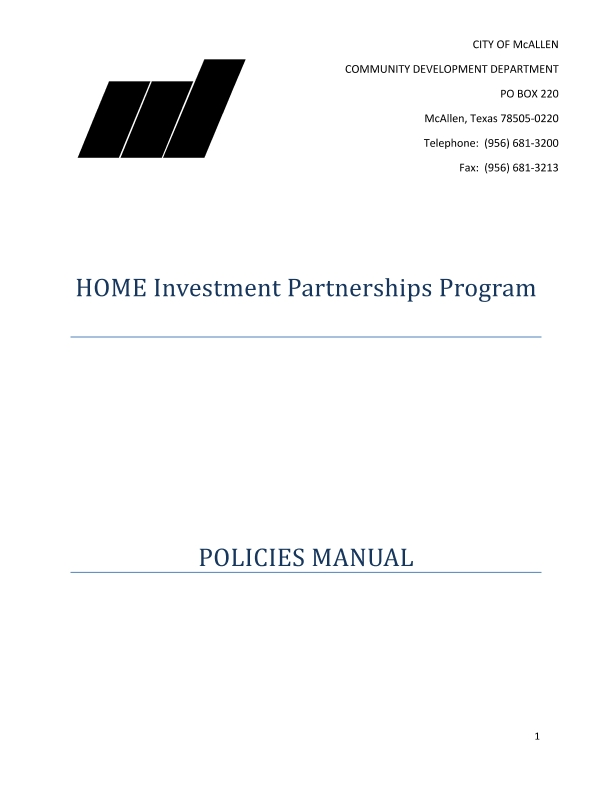 CITY OF McALLEN
COMMUNITY DEVELOPMENT DEPARTMENT
PO BOX 220
McAllen, Texas 78505-0220
Telephone:  (956) 681-3200
Fax:  (956) 681-3213
HOME Investment Partnerships Program
POLICIES MANUAL
1